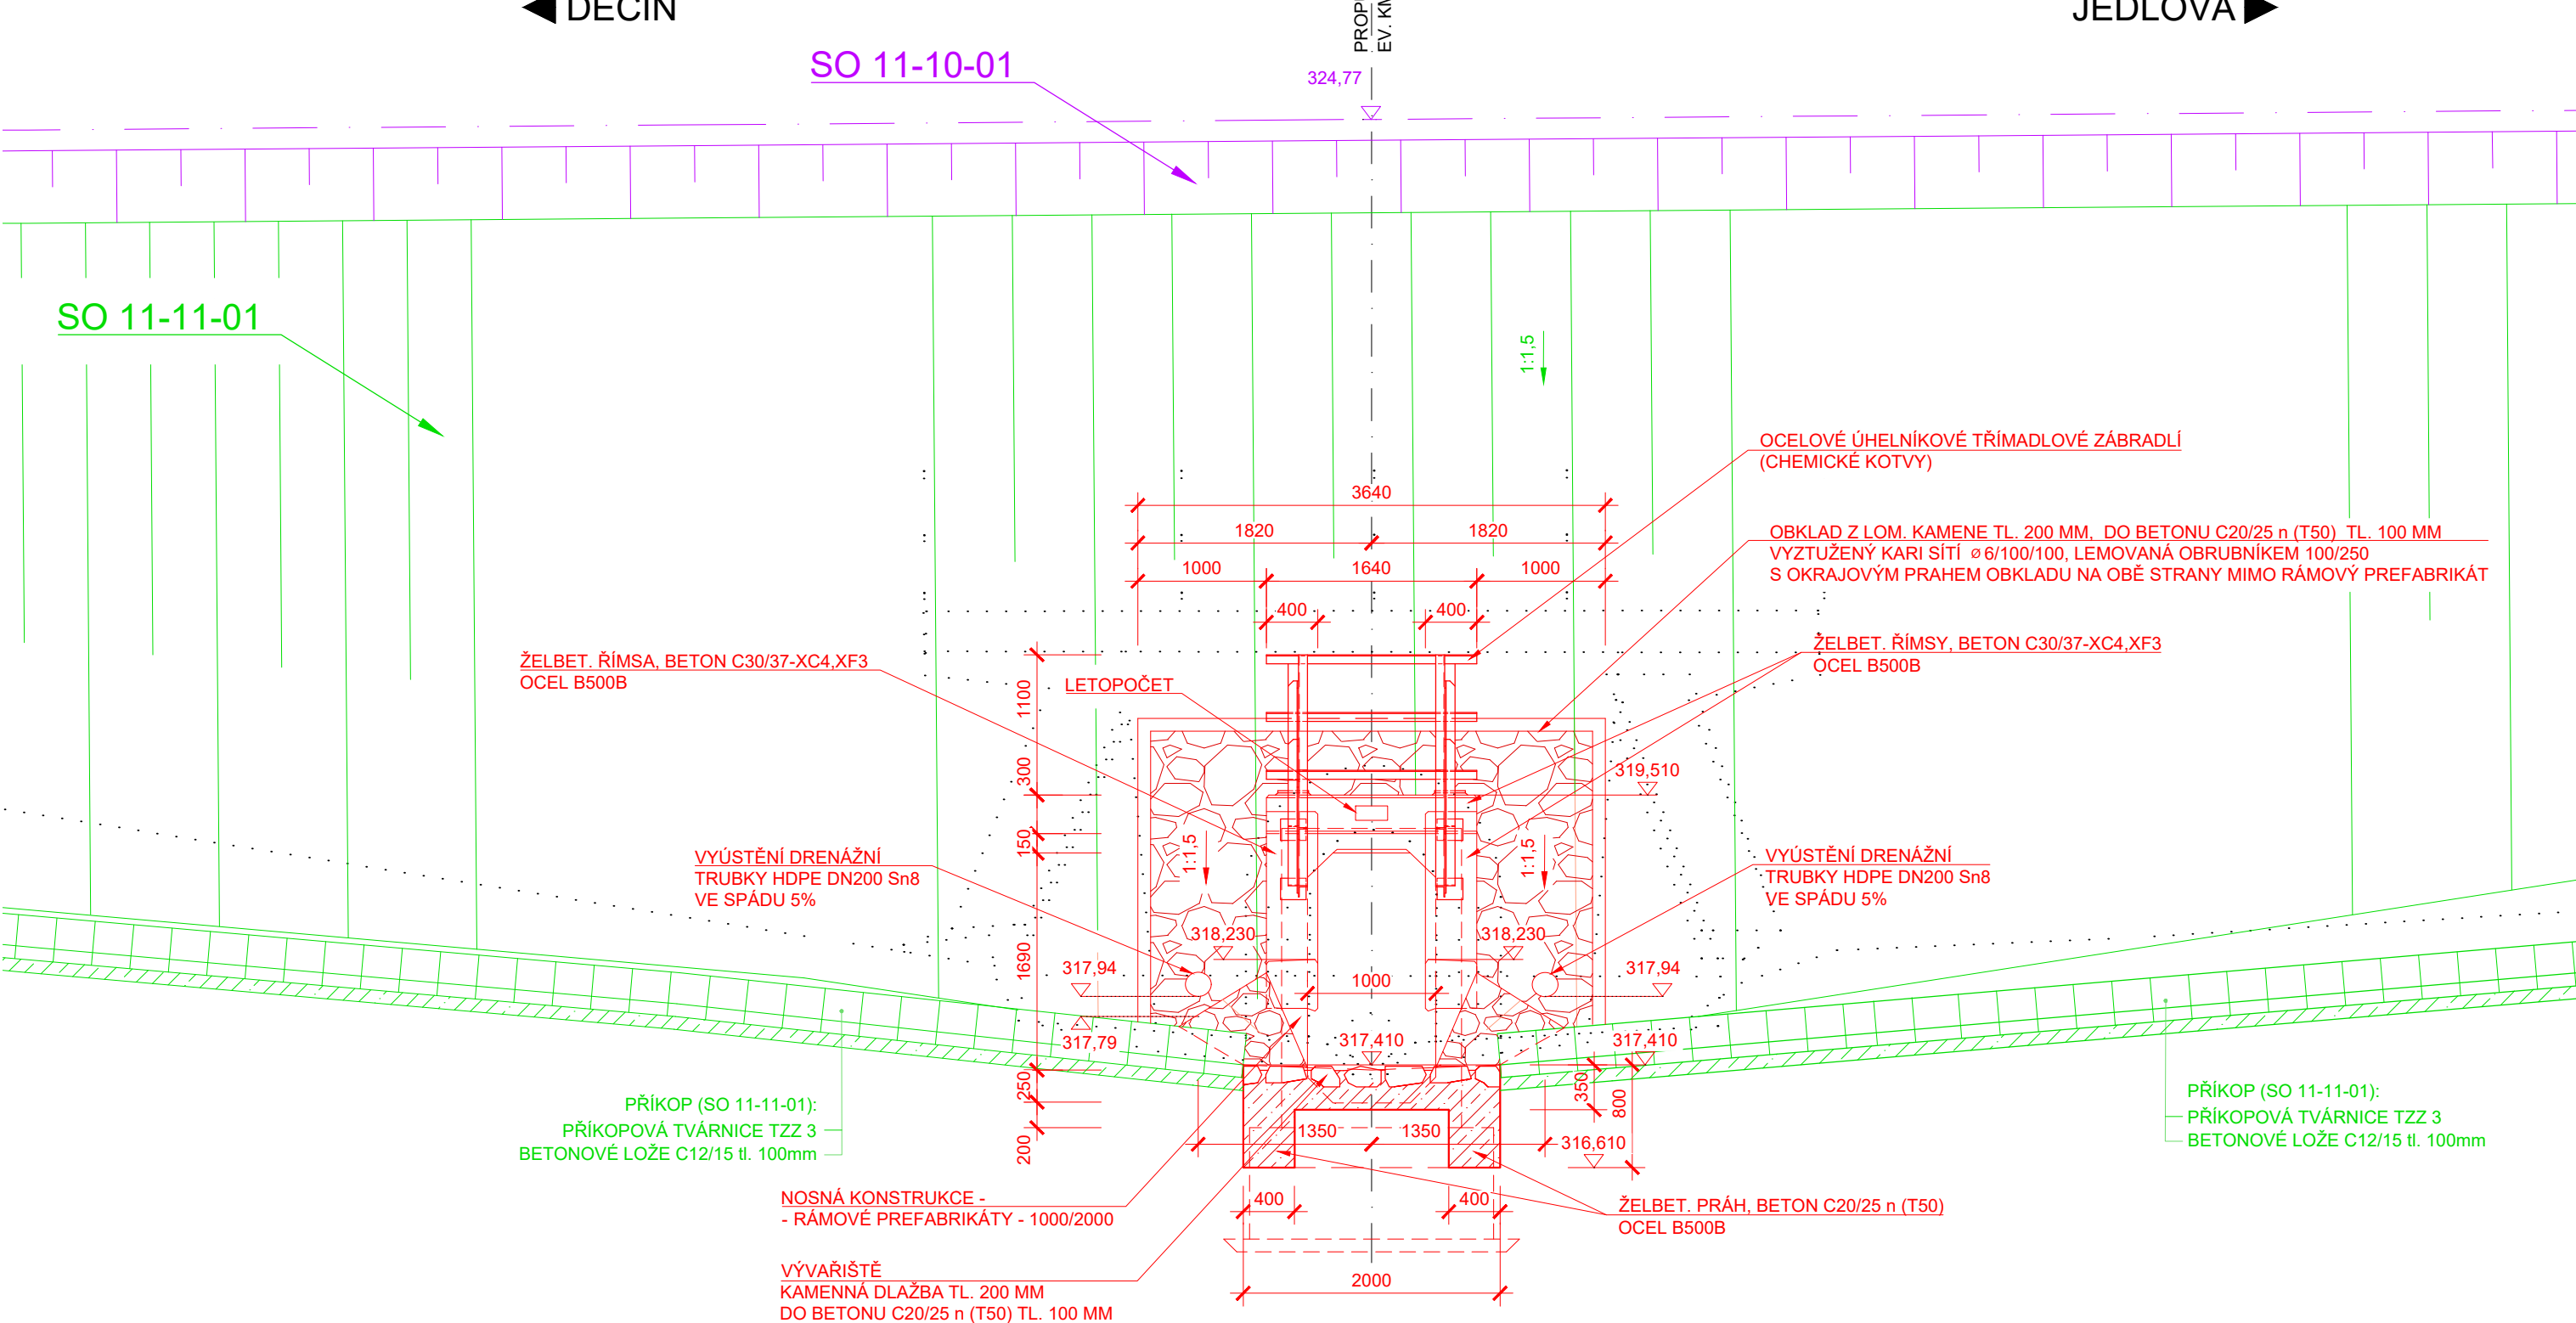 DĚČÍN
JEDLOVÁ
SO 11-10-01
324,77
SO 11-11-01
1:1,5
OCELOVÉ ÚHELNÍKOVÉ TŘÍMADLOVÉ ZÁBRADLÍ
(CHEMICKÉ KOTVY)
3640
1820
1820
OBKLAD Z LOM. KAMENE TL. 200 MM, DO BETONU C20/25 n (T50) TL. 100 MM
VYZTUŽENÝ KARI SÍTÍ ø6/100/100, LEMOVANÁ OBRUBNÍKEM 100/250
S OKRAJOVÝM PRAHEM OBKLADU NA OBĚ STRANY MIMO RÁMOVÝ PREFABRIKÁT
1000
1640
1000
400
400
ŽELBET. ŘÍMSA, BETON C30/37-XC4,XF3
OCEL B500B
ŽELBET. ŘÍMSY, BETON C30/37-XC4,XF3
OCEL B500B
LETOPOČET
1100
300
150
1690
250
200
319,510
1:1,5
1:1,5
VYÚSTĚNÍ DRENÁŽNÍ
TRUBKY HDPE DN200 Sn8
VE SPÁDU 5%
VYÚSTĚNÍ DRENÁŽNÍ
TRUBKY HDPE DN200 Sn8
VE SPÁDU 5%
318,230
318,230
317,94
317,94
1000
317,79
317,410
317,410
350
800
PŘÍKOP (SO 11-11-01):
PŘÍKOPOVÁ TVÁRNICE TZZ 3
BETONOVÉ LOŽE C12/15 tl. 100mm
PŘÍKOP (SO 11-11-01):
PŘÍKOPOVÁ TVÁRNICE TZZ 3
BETONOVÉ LOŽE C12/15 tl. 100mm
1350
1350
316,610
NOSNÁ KONSTRUKCE -
- RÁMOVÉ PREFABRIKÁTY - 1000/2000
400
400
ŽELBET. PRÁH, BETON C20/25 n (T50)
OCEL B500B
VÝVAŘIŠTĚ
KAMENNÁ DLAŽBA TL. 200 MM
DO BETONU C20/25 n (T50) TL. 100 MM
2000